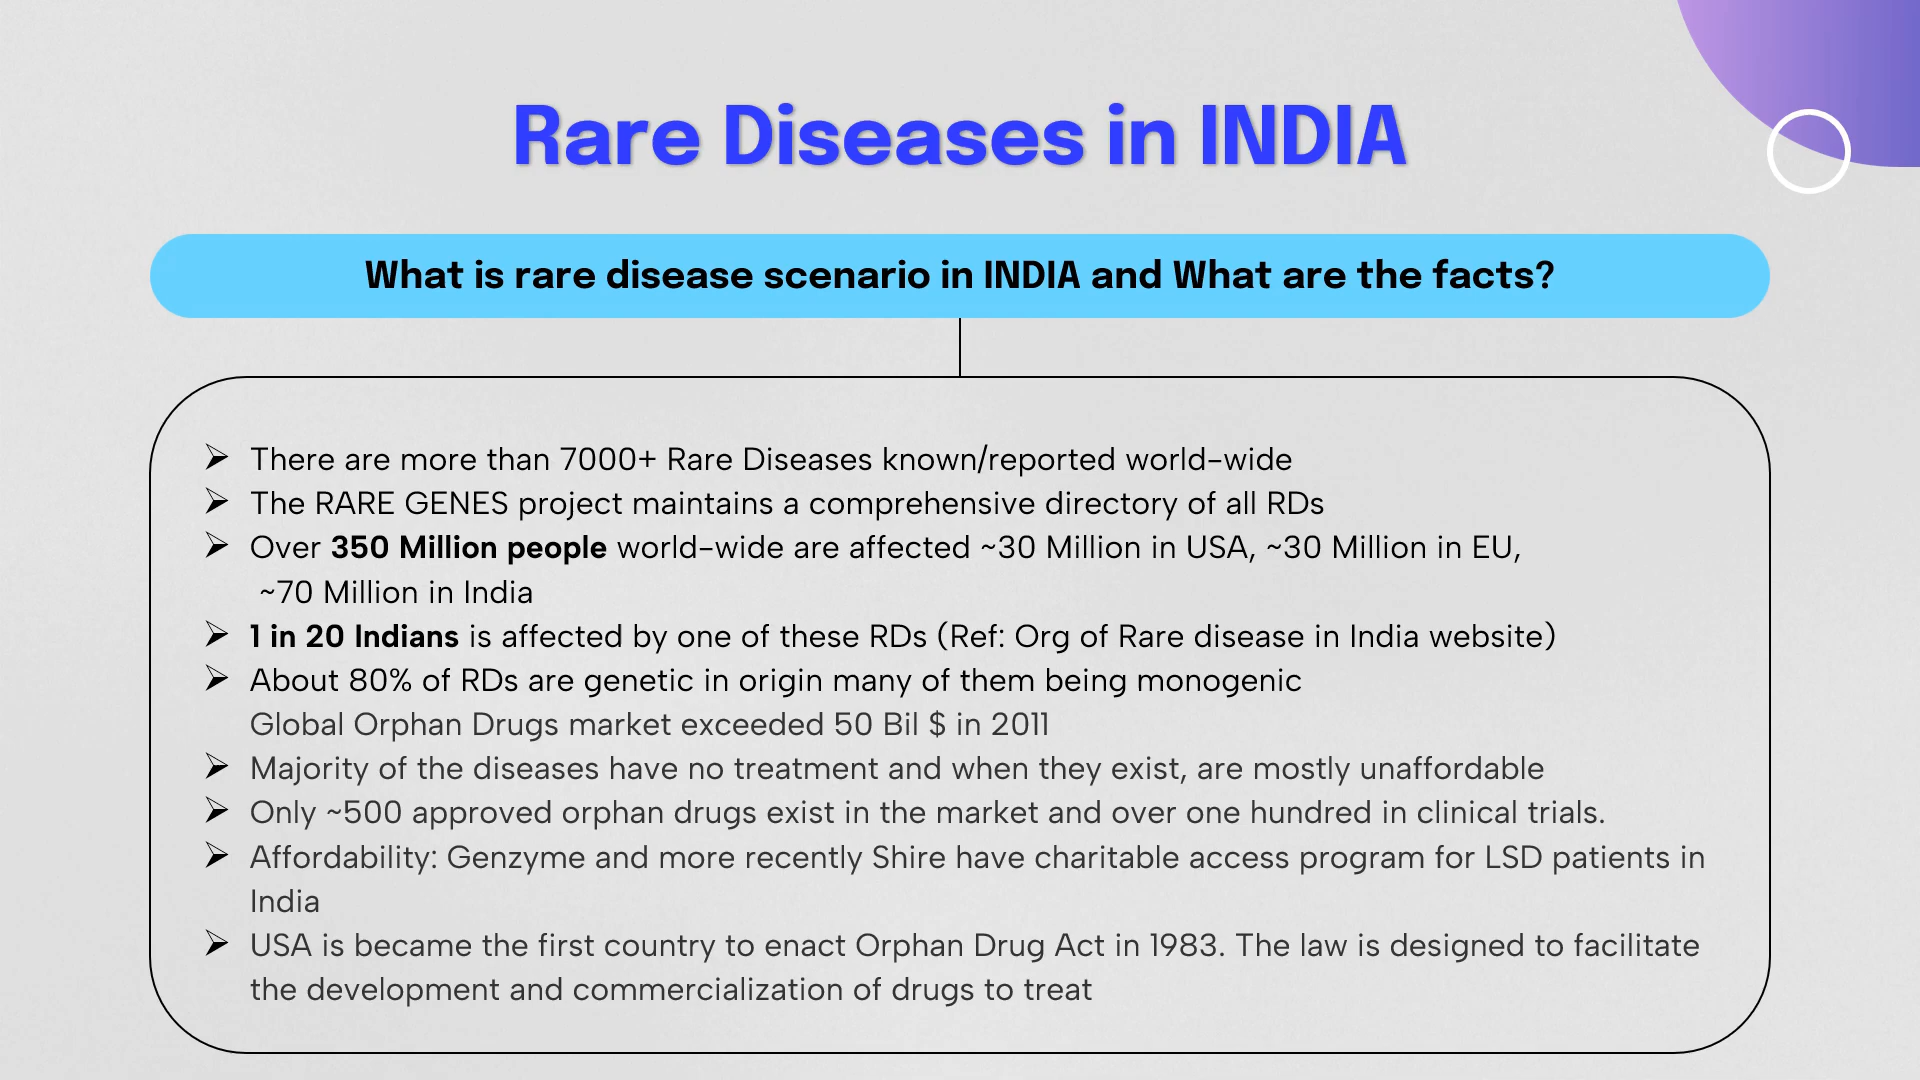 Rare Diseases in INDIA
What is rare disease scenario in INDIA and What are the facts?
➢ There are more than 7000+ Rare Diseases known/reported world-wide
➢ The RARE GENES project maintains a comprehensive directory of all RDs
➢ Over 350 Million people world-wide are affected ~30 Million in USA, ~30 Million in EU,
~70 Million in India
➢ 1 in 20 Indians is affected by one of these RDs (Ref: Org of Rare disease in India website)
➢ About 80% of RDs are genetic in origin many of them being monogenic
Global Orphan Drugs market exceeded 50 Bil $ in 2011
➢ Majority of the diseases have no treatment and when they exist, are mostly unaffordable
➢ Only ~500 approved orphan drugs exist in the market and over one hundred in clinical trials.
➢ Affordability: Genzyme and more recently Shire have charitable access program for LSD patients in
India
➢ USA is became the first country to enact Orphan Drug Act in 1983. The law is designed to facilitate
the development and commercialization of drugs to treat